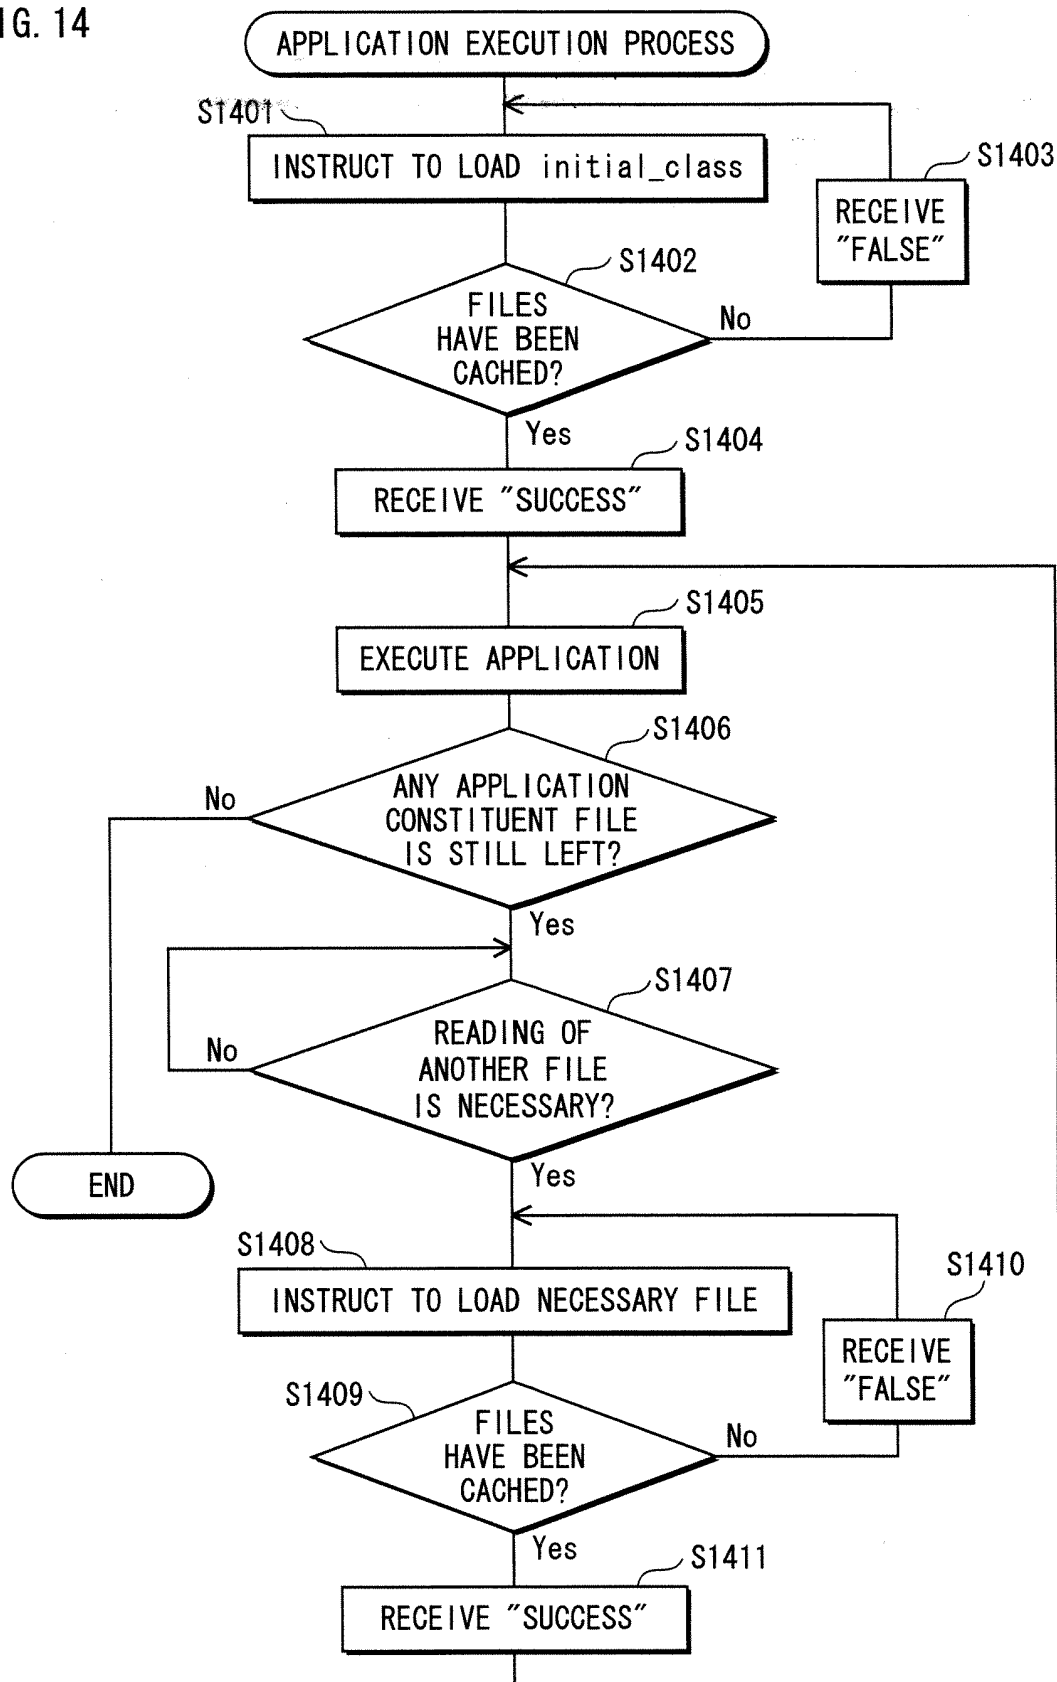 IG. 14
APPLICATION EXECUTION PROCESS
S1401
INSTRUCT TO LOAD initial_class
S1403
RECEIVE
"FALSE"
S1402
FILES
HAVE BEEN
CACHED?
No
Yes
S1404
RECEIVE "SUCCESS"
S1405
EXECUTE APPLICATION
S1406
ANY APPLICATION
CONSTITUENT FILE
IS STILL LEFT?
No
Yes
S1407
READING OF
ANOTHER FILE
IS NECESSARY?
No
Yes
END
S1408
INSTRUCT TO LOAD NECESSARY FILE
S1410
RECEIVE
"FALSE"
S1409
FILES
HAVE BEEN
CACHED?
No
Yes
S1411
RECEIVE "SUCCESS"